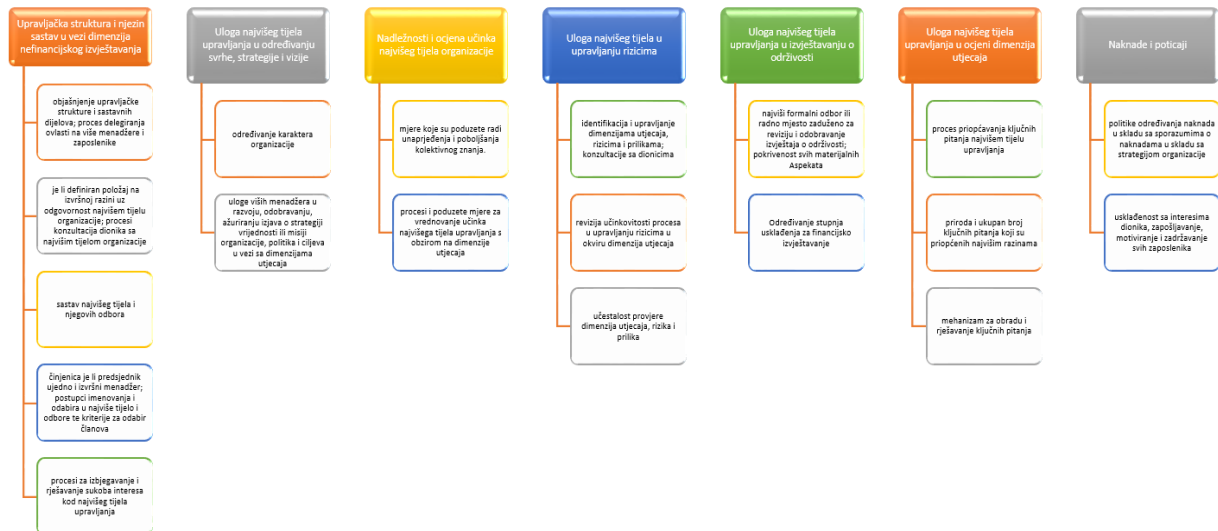 Upravljačka struktura i njezin
sastav u vezi dimenzija
nefinancijskog izvještavanja
objašnjenje upravljačke
strukture i sastavnih
dijelova; proces delegiranja
ovlasti na više menadžere i
zaposlenike
je li definiran položaj na
izvršnoj razini uz
odgovornost najvišem tijelu
organizacije; procesi
konzultacija dionika sa
najvišim tijelom organizacije
sastav najvišeg tijela i
njegovih odbora
činjenica je li predsjednik
ujedno i izvršni menadžer;
postupci imenovanja i
odabira u najviše tijelo i
odbore te kriterije za odabir
članova
procesi za izbjegavanje i
rješavanje sukoba interesa
kod najvišeg tijela
upravljanja
Uloga najvišeg tijela
upravljanja u određivanju
svrhe, strategije i vizije
određivanje karaktera
organizacije
uloge viših menadžera u
razvoju, odobravanju,
ažuriranju izjava o strategiji
vrijednosti ili misiji
organizacije, politika i ciljeva
u vezi sa dimenzijama
utjecaja
Nadležnosti i ocjena učinka
najvišeg tijela organizacije
mjere koje su poduzete radi
unaprjeđenja i poboljšanja
kolektivnog znanja.
procesi i poduzete mjere za
vrednovanje učinka
najvišega tijela upravljanja s
obzirom na dimenzije
utjecaja
Uloga najvišeg tijela u
upravljanju rizicima
identifikacija i upravljanje
dimenzijama utjecaja,
rizicima i prilikama;
konzultacije sa dionicima
revizija učinkovitosti procesa
u upravljanju rizicima u
okviru dimenzija utjecaja
učestalost provjere
dimenzija utjecaja, rizika i
prilika
Uloga najvišeg tijela
upravljanja u izvještavanju o
održivosti
najviši formalni odbor ili
radno mjesto zaduženo za
reviziju i odobravanje
izvještaja o održivosti;
pokrivenost svih materijalnih
Aspekata
Određivanje stupnja
usklađenja za financijsko
izvještavanje
Uloga najvišeg tijela
upravljanja u ocjeni dimenzija
utjecaja
proces priopćavanja ključnih
pitanja najvišem tijelu
upravljanja
priroda i ukupan broj
ključnih pitanja koji su
priopćenih najvišim razinama
mehanizam za obradu i
rješavanje ključnih pitanja
Naknade i poticaji
politike određivanja naknada
u skladu sa sporazumima o
naknadama u skladu sa
strategijom organizacije
usklađenost sa interesima
dionika, zapošljavanje,
motiviranje i zadržavanje
svih zaposlenika